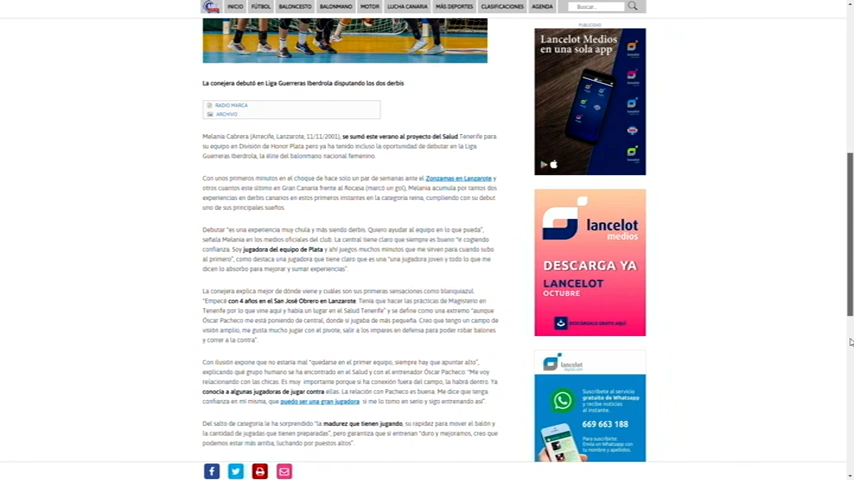 INICIO FÚTBOL BALONCESTO BALONMANO MOTOR LUCHA CANARIA MÁS DEPORTES CLASIFICACIONES AGENDA Buscar...
La conejera debutó en Liga Guerreras Iberdrola disputando los dos derbis
RADIO MARCA
ARCHIVO
Melania Cabrera (Arrecife, Lanzarote, 11/11/2001), se sumó este verano al proyecto del Salud Tenerife para
su equipo en División de Honor Plata pero ya ha tenido incluso la oportunidad de debutar en la Liga
Guerreras Iberdrola, la élite del balonmano nacional femenino.
Con unos primeros minutos en el choque de hace solo un par de semanas ante el Zonzamas en Lanzarote y
otros cuantos este último en Gran Canaria frente al Rocasa (marcó un gol), Melania acumula por tantos dos
experiencias en derbis canarios en estos primeros instantes en la categoría reina, cumpliendo con su debut
uno de sus principales sueños.
Debutar "es una experiencia muy chula y más siendo derbis. Quiero ayudar al equipo en lo que pueda",
señala Melania en los medios oficiales del club. La central tiene claro que siempre es bueno "ir cogiendo
confianza. Soy jugadora del equipo de Plata y ahí juegos muchos minutos que me sirven para cuando subo
al primero", como destaca una jugadora que tiene claro que es una "una jugadora joven y todo lo que me
dicen lo absorbo para mejorar y sumar experiencias".
La conejera explica mejor de dónde viene y cuáles son sus primeras sensaciones como blanquiazul.
"Empecé con 4 años en el San José Obrero en Lanzarote. Tenía que hacer las prácticas de Magisterio en
Tenerife por lo que vine aquí y había un lugar en el Salud Tenerife" y se define como una extremo "aunque
Óscar Pacheco me está poniendo de central, donde sí jugaba de más pequeña. Creo que tengo un campo de
visión amplio, me gusta mucho jugar con el pivote, salir a los impares en defensa para poder robar balones
y correr a la contra".
Con ilusión expone que no estaría mal "quedarse en el primer equipo, siempre hay que apuntar alto",
explicando qué grupo humano se ha encontrado en el Salud y con el entrenador Óscar Pacheco: "Me voy
relacionando con las chicas. Es muy importante porque si ha conexión fuera del campo, la habrá dentro. Ya
conocía a algunas jugadoras de jugar contra ellas. La relación con Pacheco es buena. Me dice que tenga
confianza en mí misma, que puedo ser una gran jugadora si me lo tomo en serio y sigo entrenando así".
Del salto de categoría le ha sorprendido "la madurez que tienen jugando, su rapidez para mover el balón y
la cantidad de jugadas que tienen preparadas", pero garantiza que si entrenan "duro y mejoramos, creo que
podemos estar más arriba, luchando por puestos altos".
PUBLICIDAD
Lancelot Medios
en una sola app
lancelot
medios
DESCARGA YA
LANCELOT
OCTUBRE
DESCÁRGALO GRATIS AQUÍ
lancelot
Suscríbete al servicio
gratuito de Whatsapp
y recibe noticias
al instante.
669 663 188
Para suscribirte:
Envía un Whatsapp
con tu nombre y apellidos.